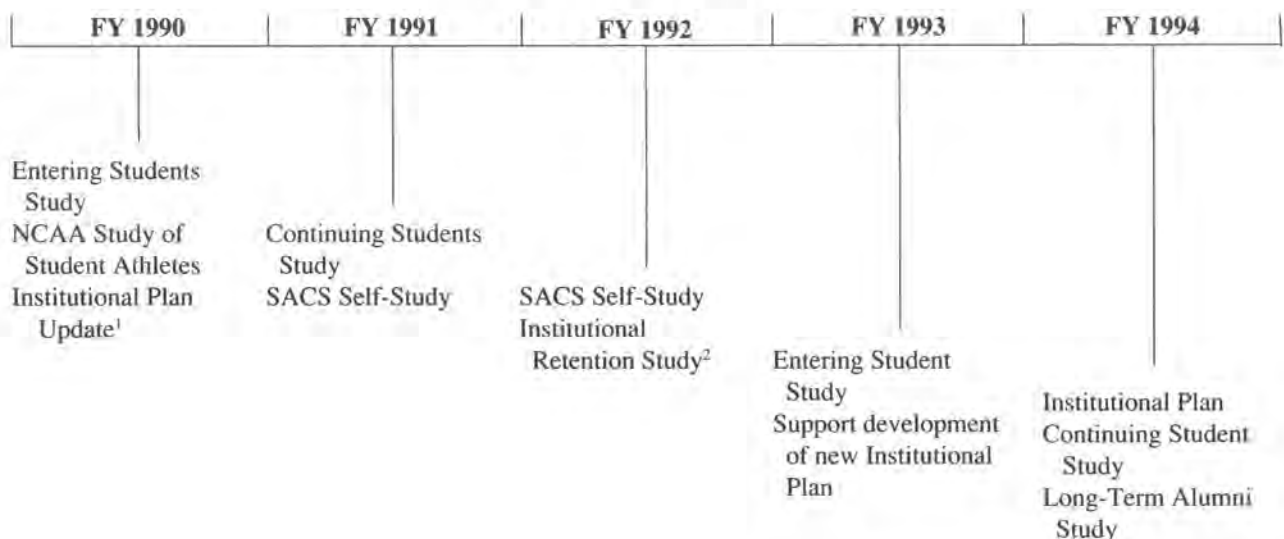 FY 1990 FY 1991 FY 1992 FY 1993 FY 1994
Entering Students
Study
NCAA Study of
Student Athletes
Institutional Plan
Update¹
Continuing Students
Study
SACS Self-Study
SACS Self-Study
Institutional
Retention Study²
Entering Student
Study
Support development
of new Institutional
Plan
Institutional Plan
Continuing Student
Study
Long-Term Alumni
Study